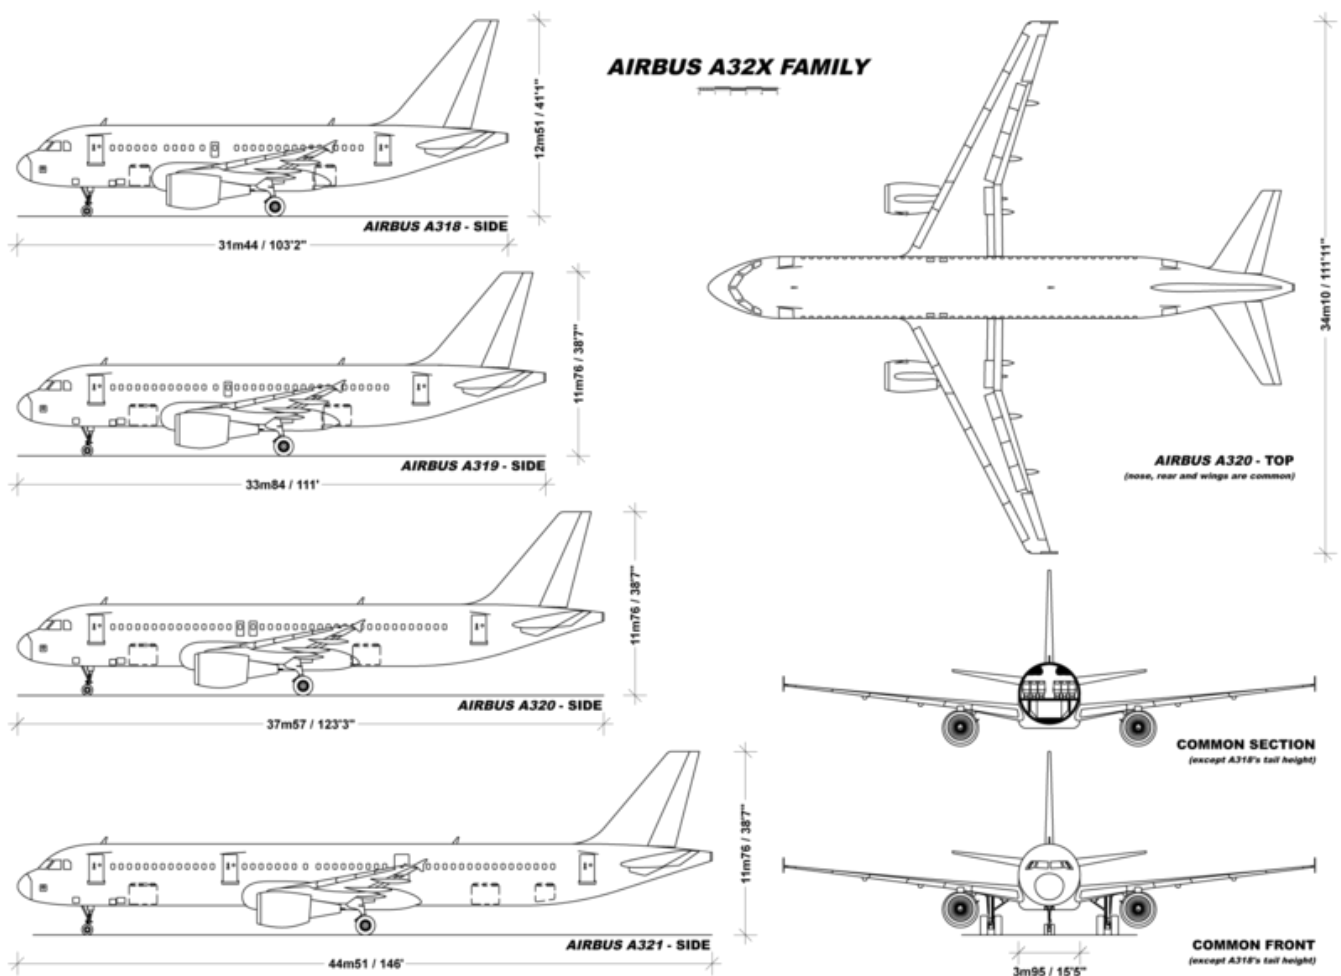 AIRBUS A32X FAMILY
12m51 / 41'1"
AIRBUS A318 - SIDE
31m44 / 103'2"
11m76 / 38'7"
AIRBUS A319 - SIDE
33m84 / 111'
34m10 / 111'11"
AIRBUS A320 - TOP
(nose, rear and wings are common)
11m76 / 38'7"
AIRBUS A320 - SIDE
37m57 / 123'3"
COMMON SECTION
(except A318's tail height)
11m76 / 38'7"
AIRBUS A321 - SIDE
44m51 / 146'
COMMON FRONT
(except A318's tail height)
3m95 / 15'5"